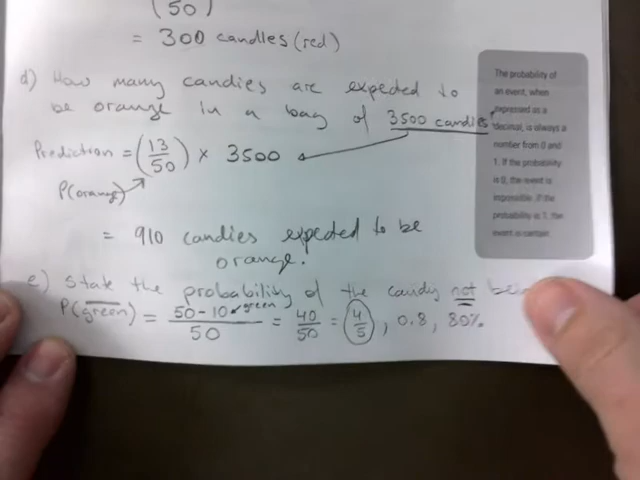 (50)
= 300 candies (red)
d) How many candies are expected to
be orange in a bag of 3500 candies
Prediction = (13/50) × 3500
P(orange)
= 910 candies expected to be
orange.
e) State the probability of the candy not
P(green) = 50 - 10 green / 50 = 40/50 = 4/5, 0.8, 80%
The probability of
an event, when
expressed as a
decimal, is always a
number from 0 and
1. If the probability
is 0, the event is
impossible. If the
probability is 1, the
event is certain.